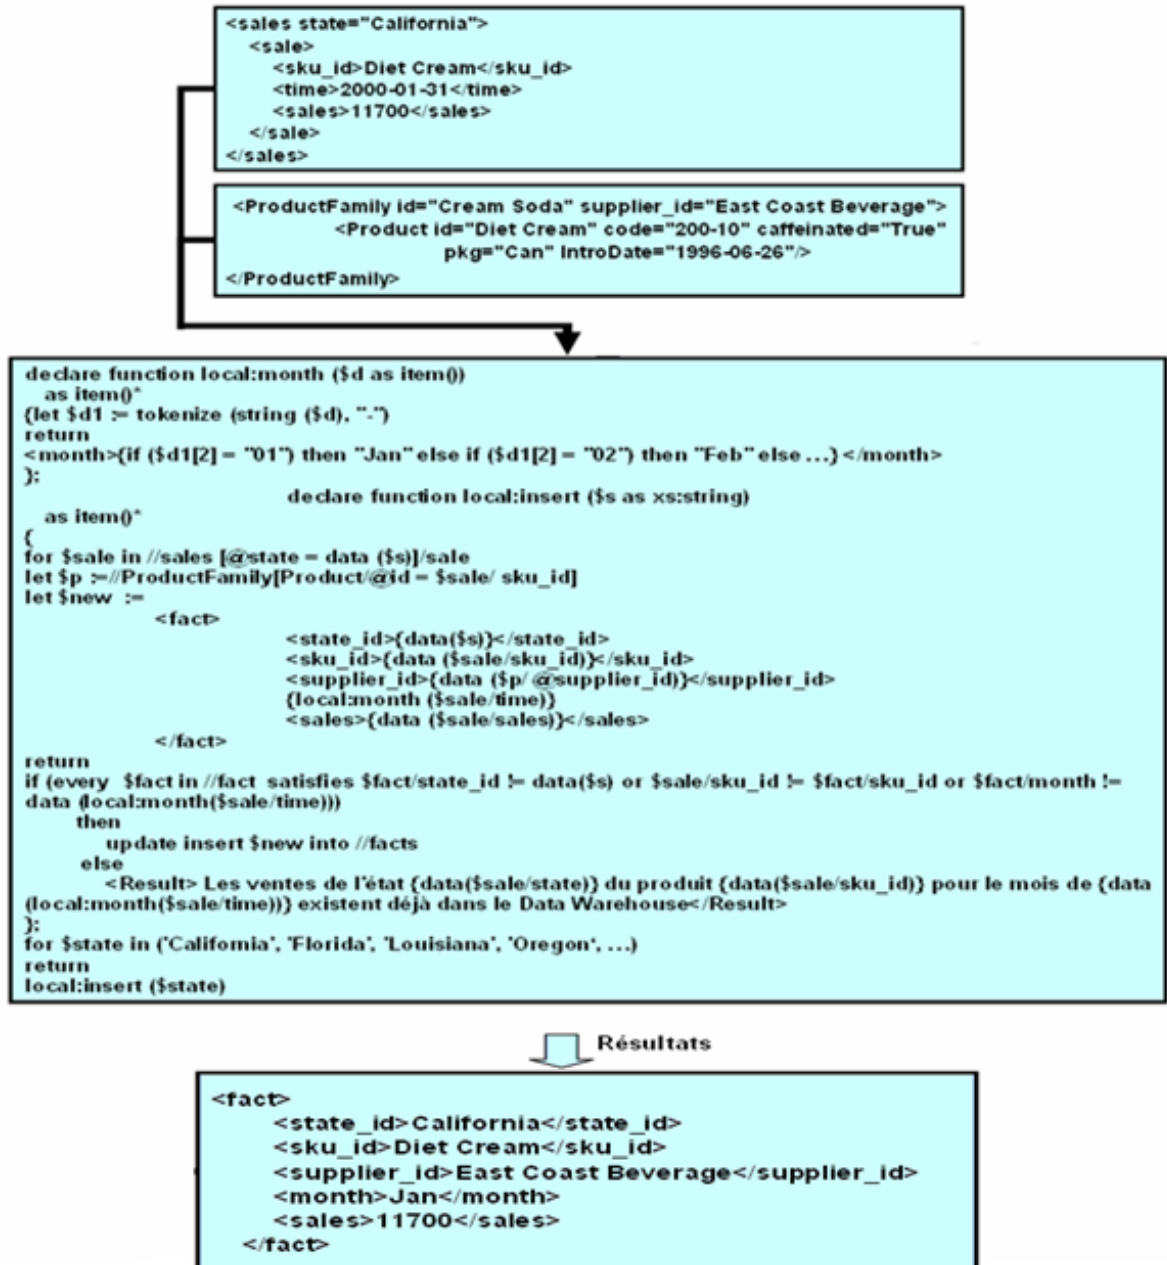 <sales state="California">
<sale>
<sku_id>Diet Cream</sku_id>
<time>2000-01-31</time>
<sales>11700</sales>
</sale>
</sales>
<ProductFamily id="Cream Soda" supplier_id="East Coast Beverage">
<Product id="Diet Cream" code="200-10" caffeinated="True"
pkg="Can" IntroDate="1996-06-26"/>
</ProductFamily>
declare function local:month ($d as item())
as item()*
{let $d1 := tokenize (string ($d), "-")
return
<month>{if ($d1[2] = "01") then "Jan" else if ($d1[2] = "02") then "Feb" else …} </month>
};
declare function local:insert ($s as xs:string)
as item()*
{
for $sale in //sales [@state = data ($s)]/sale
let $p :=//ProductFamily[Product/@id = $sale/ sku_id]
let $new :=
<fact>
<state_id>{data($s)}</state_id>
<sku_id>{data ($sale/sku_id)}</sku_id>
<supplier_id>{data ($p/ @supplier_id)}</supplier_id>
{local:month ($sale/time)}
<sales>{data ($sale/sales)}</sales>
</fact>
return
if (every $fact in //fact satisfies $fact/state_id != data($s) or $sale/sku_id != $fact/sku_id or $fact/month !=
data (local:month($sale/time)))
then
update insert $new into //facts
else
<Result> Les ventes de l'état {data($sale/state)} du produit {data($sale/sku_id)} pour le mois de {data
(local:month($sale/time))} existent déjà dans le Data Warehouse</Result>
};
for $state in ('California', 'Florida', 'Louisiana', 'Oregon', …)
return
local:insert ($state)
Résultats
<fact>
<state_id>California</state_id>
<sku_id>Diet Cream</sku_id>
<supplier_id>East Coast Beverage</supplier_id>
<month>Jan</month>
<sales>11700</sales>
</fact>